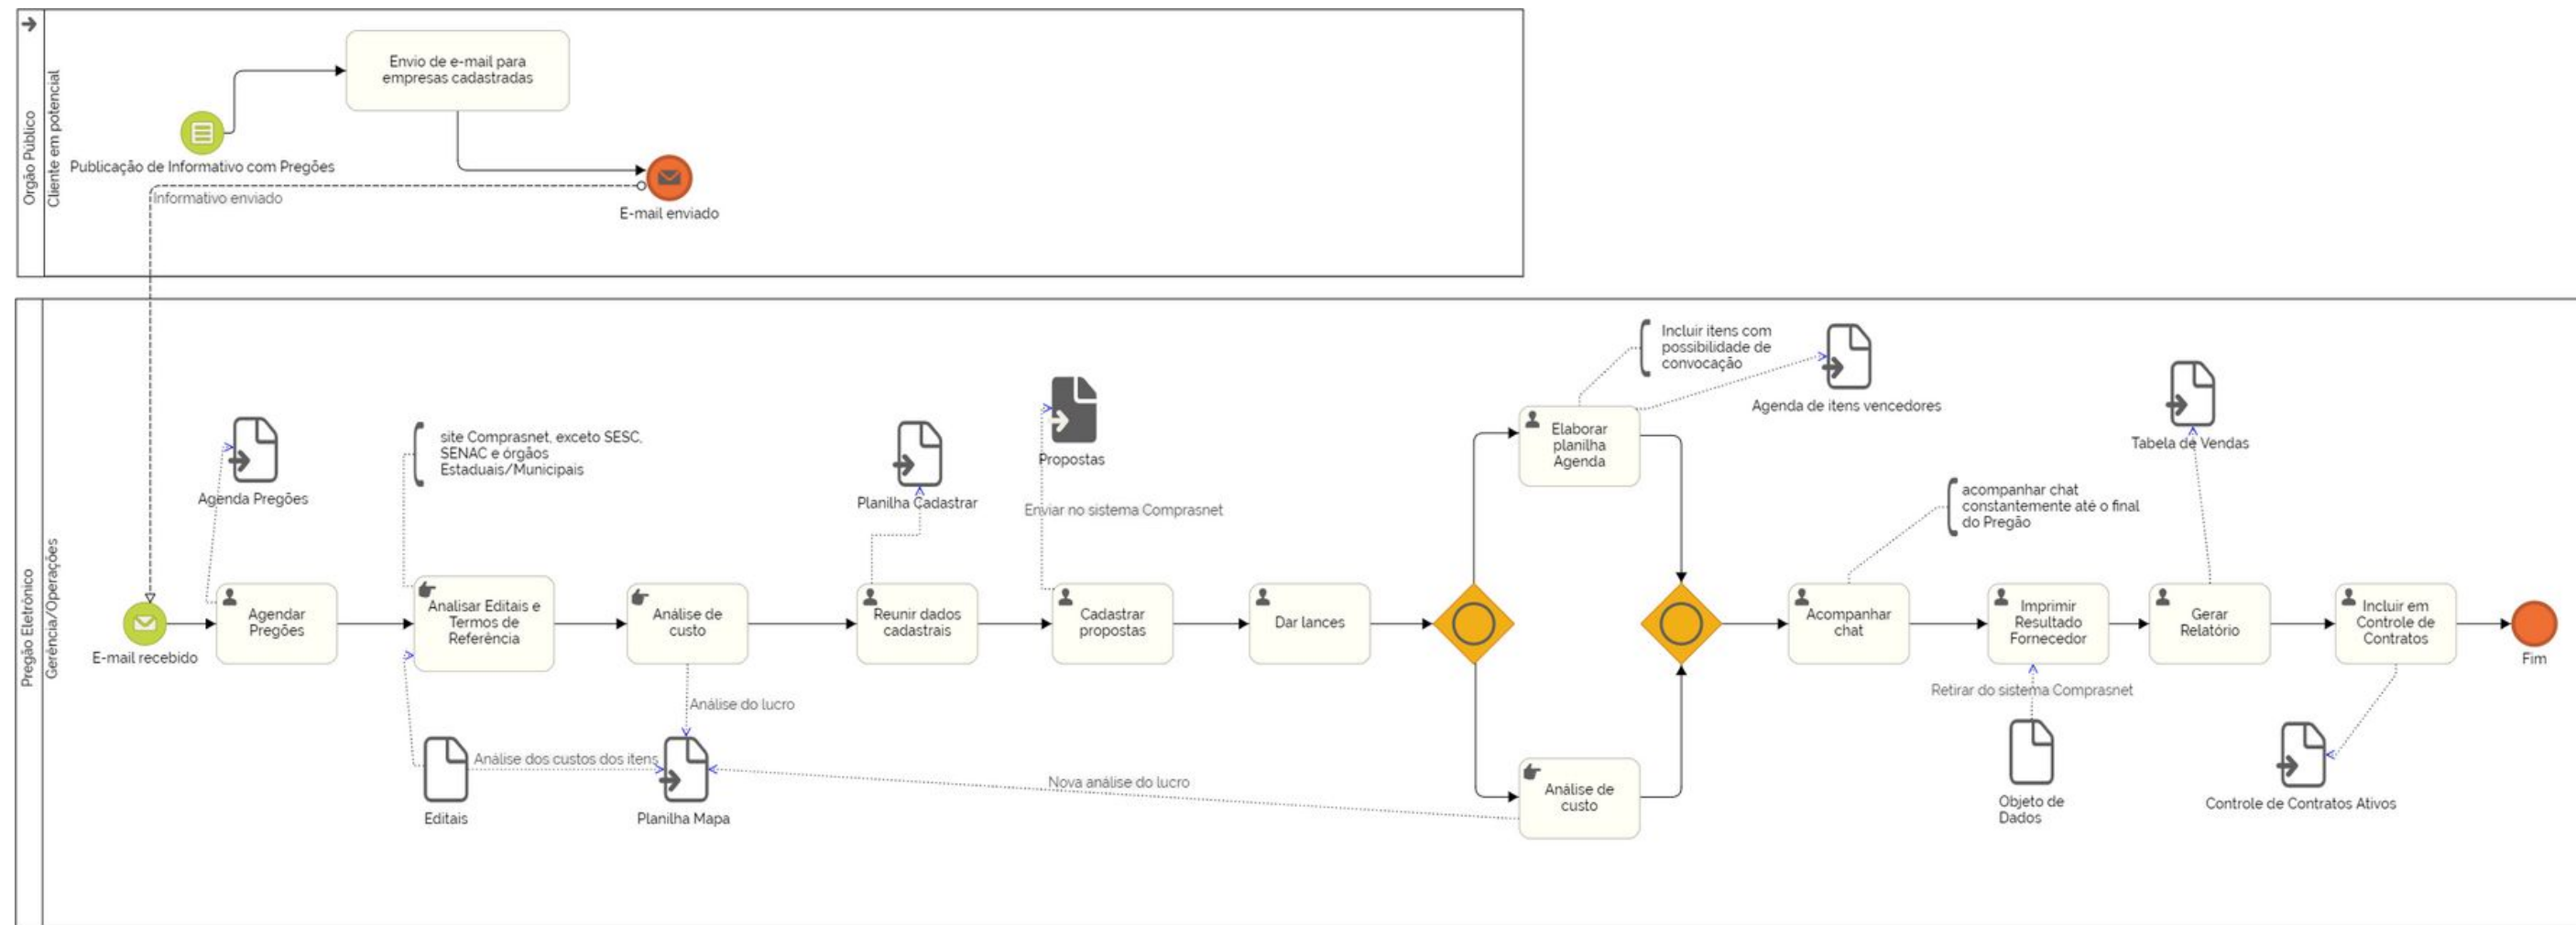 Orgão Público
Cliente em potencial
Envio de e-mail para
empresas cadastradas
Publicação de Informativo com Pregões
Informativo enviado
E-mail enviado
Pregão Eletrônico
Gerência/Operações
Incluir itens com
possibilidade de
convocação
Agenda de itens vencedores
site Comprasnet, exceto SESC,
SENAC e órgãos
Estaduais/Municipais
Agenda Pregões
Planilha Cadastrar
Propostas
Enviar no sistema Comprasnet
Elaborar
planilha
Agenda
Tabela de Vendas
acompanhar chat
constantemente até o final
do Pregão
E-mail recebido
Agendar
Pregões
Analisar Editais e
Termos de
Referência
Análise de
custo
Reunir dados
cadastrais
Cadastrar
propostas
Dar lances
Acompanhar
chat
Imprimir
Resultado
Fornecedor
Gerar
Relatório
Incluir em
Controle de
Contratos
Fim
Análise do lucro
Retirar do sistema Comprasnet
Análise dos custos dos itens
Nova análise do lucro
Análise de
custo
Editais
Planilha Mapa
Objeto de
Dados
Controle de Contratos Ativos